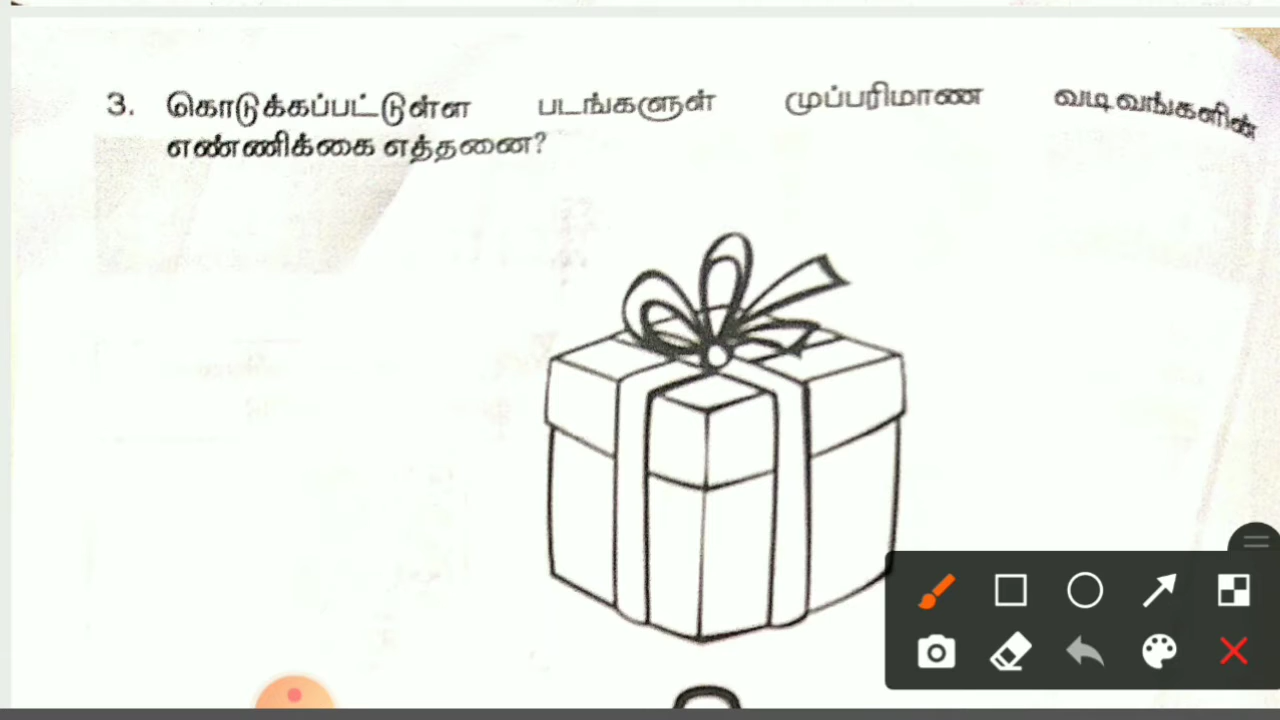 3. கொடுக்கப்பட்டுள்ள படங்களுள் முப்பரிமாண வடிவங்களின்
எண்ணிக்கை எத்தனை?